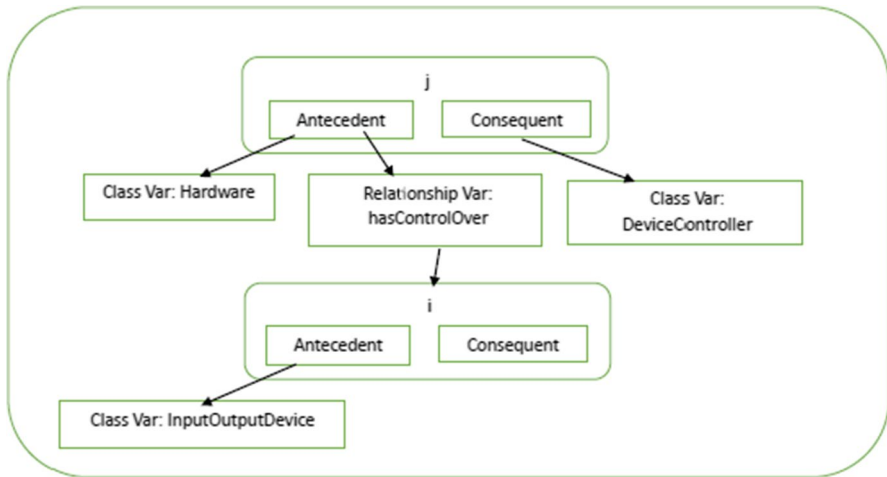 j
Antecedent
Consequent
Class Var: Hardware
Relationship Var:
hasControlOver
Class Var:
DeviceController
i
Antecedent
Consequent
Class Var: InputOutputDevice